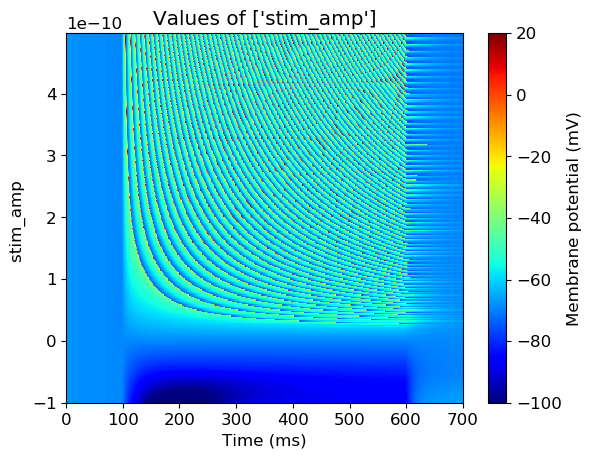 Values of ['stim_amp']
1e−10
4
3
2
1
0
−1
stim_amp
0 100 200 300 400 500 600 700
Time (ms)
20
0
−20
−40
−60
−80
−100
Membrane potential (mV)